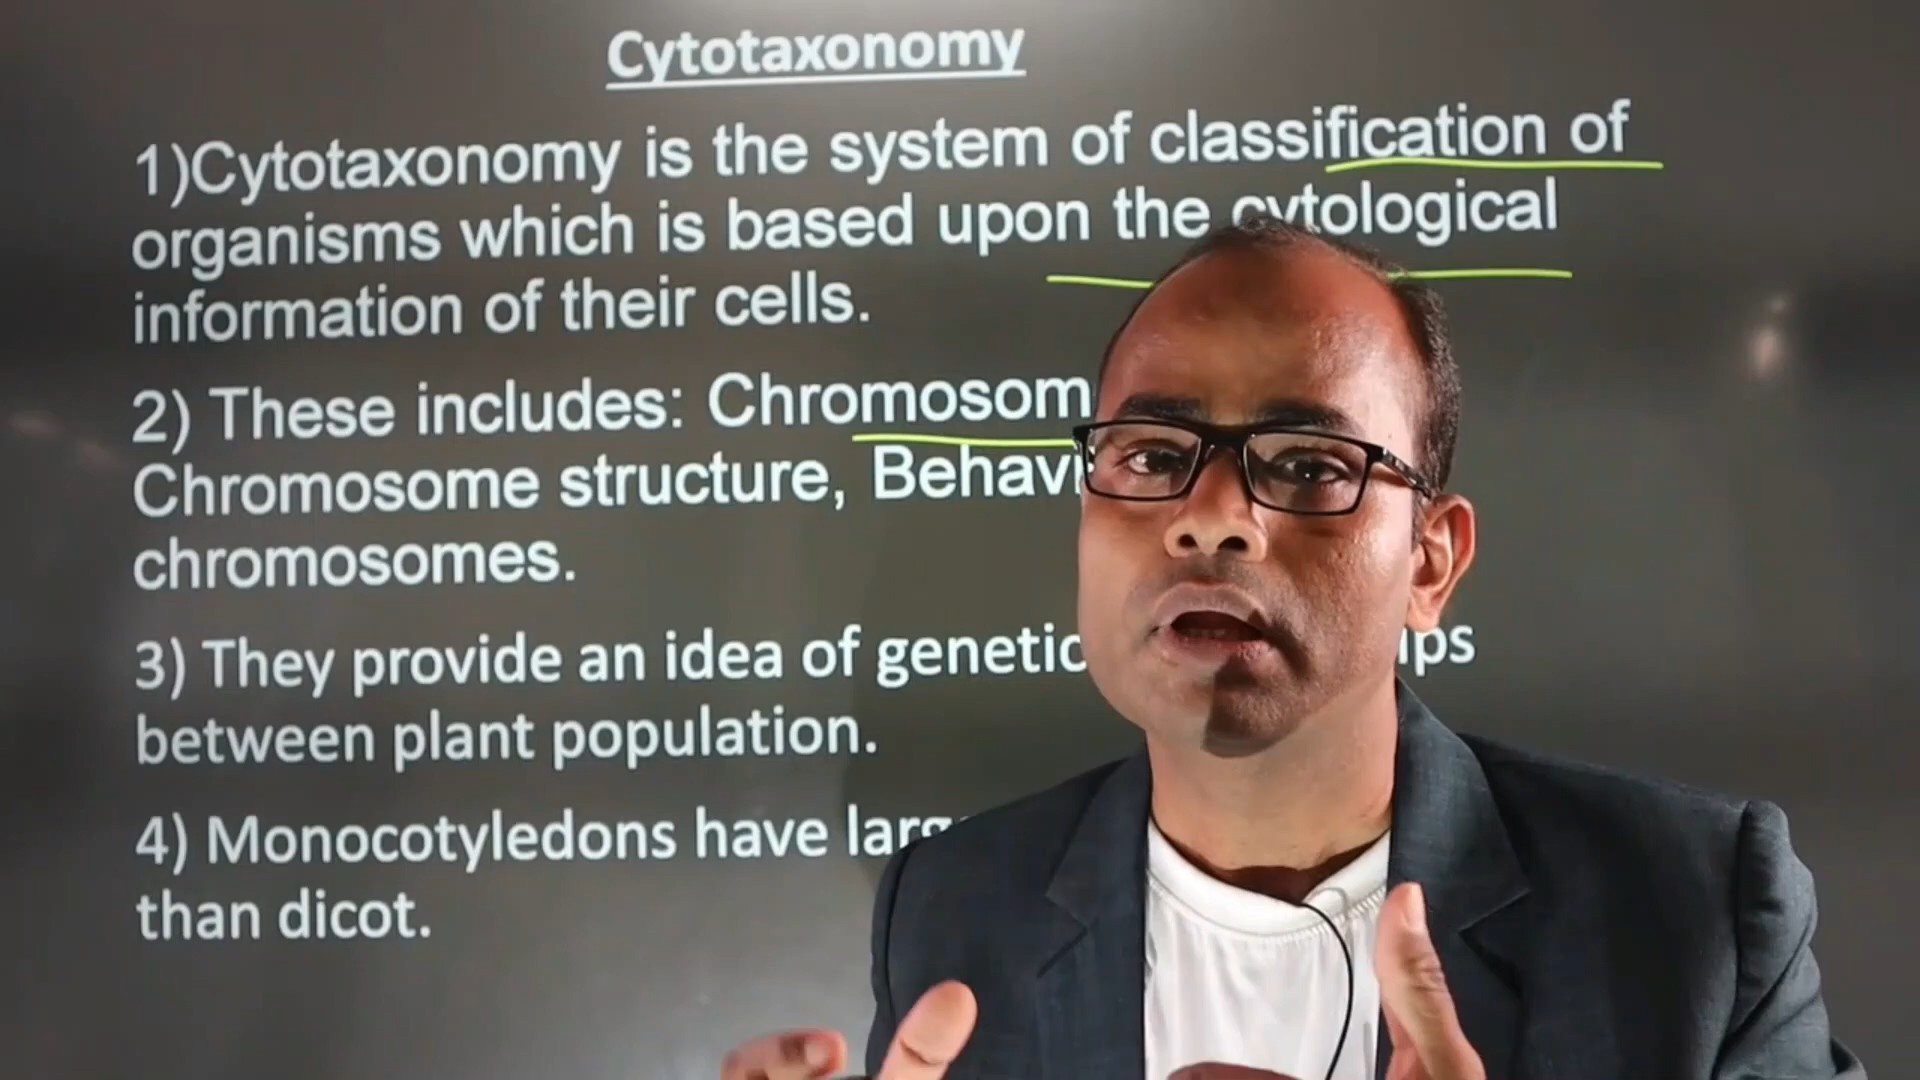 Cytotaxonomy
1)Cytotaxonomy is the system of classification of
organisms which is based upon the cytological
information of their cells.
2) These includes: Chromosom
Chromosome structure, Behavi
chromosomes.
3) They provide an idea of genetic
between plant population.
4) Monocotyledons have
than dicot.